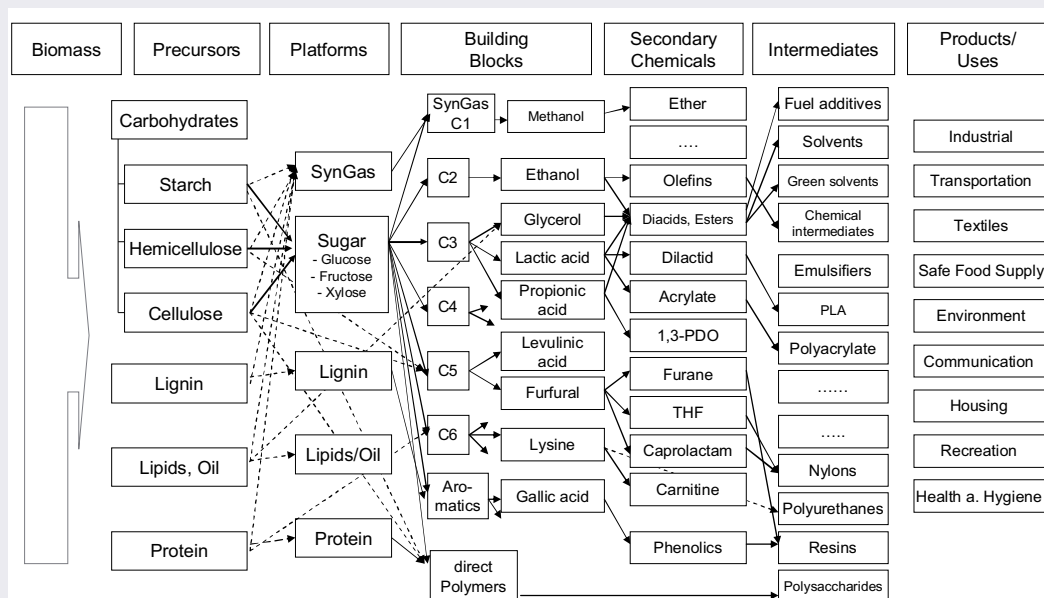 Biomass
Precursors
Platforms
Building
Blocks
Secondary
Chemicals
Intermediates
Products/
Uses
Carbohydrates
Starch
Hemicellulose
Cellulose
Lignin
Lipids, Oil
Protein
SynGas
Sugar
- Glucose
- Fructose
- Xylose
Lignin
Lipids/Oil
Protein
SynGas
C1
C2
C3
C4
C5
C6
Aro-
matics
direct
Polymers
Methanol
Ethanol
Glycerol
Lactic acid
Propionic
acid
Levulinic
acid
Furfural
Lysine
Gallic acid
Ether
....
Olefins
Diacids, Esters
Dilactid
Acrylate
1,3-PDO
Furane
THF
Caprolactam
Carnitine
Phenolics
Fuel additives
Solvents
Green solvents
Chemical
intermediates
Emulsifiers
PLA
Polyacrylate
......
.....
Nylons
Polyurethanes
Resins
Polysaccharides
Industrial
Transportation
Textiles
Safe Food Supply
Environment
Communication
Housing
Recreation
Health a. Hygiene